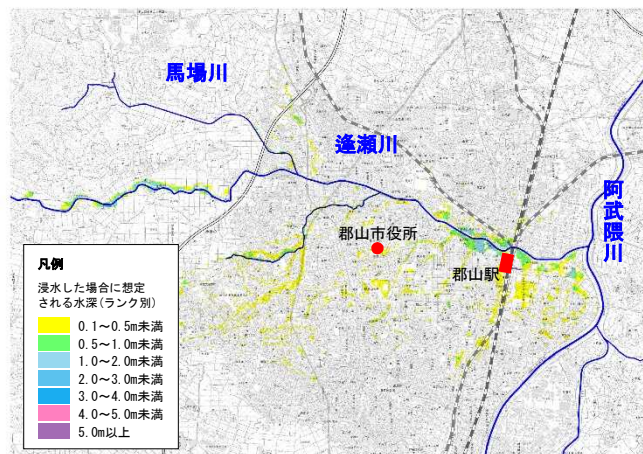 馬場川
逢瀬川
阿武隈川
郡山市役所
郡山駅
凡例
浸水した場合に想定
される水深(ランク別)
0.1～0.5m未満
0.5～1.0m未満
1.0～2.0m未満
2.0～3.0m未満
3.0～4.0m未満
4.0～5.0m未満
5.0m以上